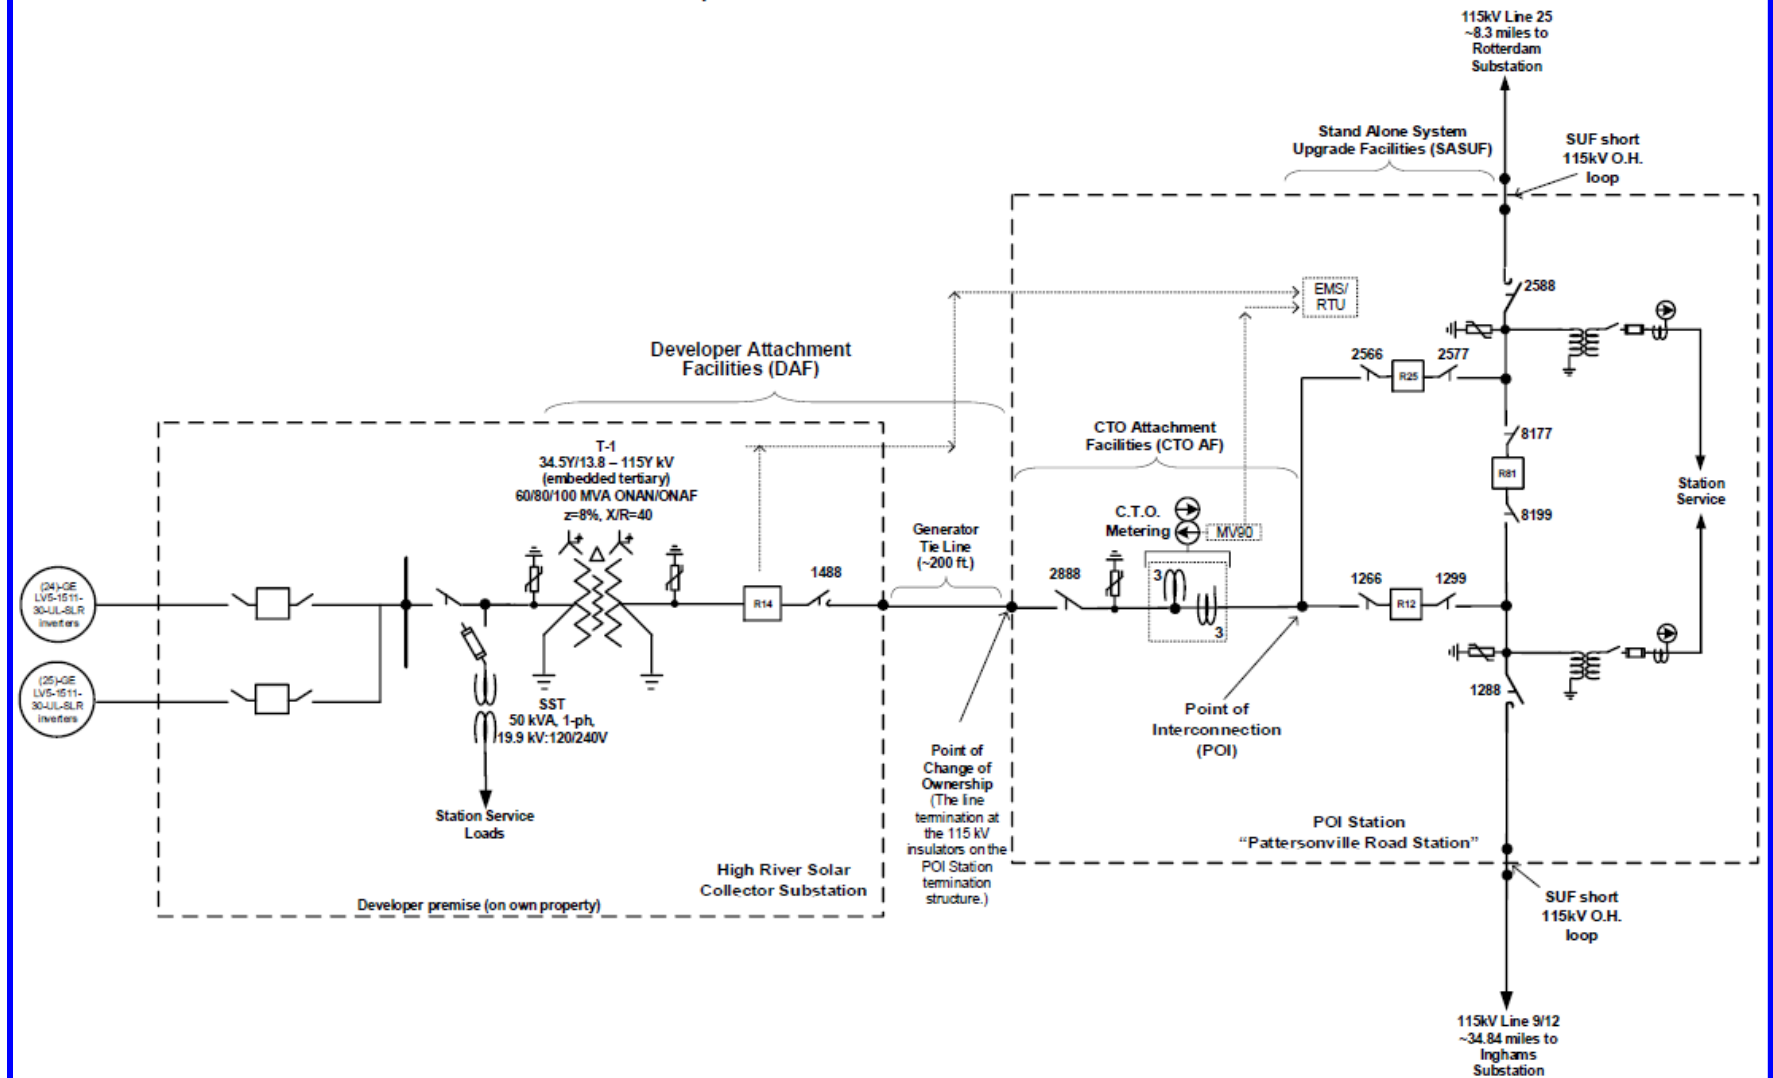 115kV Line 25
~8.3 miles to
Rotterdam
Substation
Stand Alone System
Upgrade Facilities (SASUF)
SUF short
115kV O.H.
loop
EMS/
RTU
2588
Developer Attachment
Facilities (DAF)
2566
2577
R25
CTO Attachment
Facilities (CTO AF)
8177
R81
8199
Station
Service
T-1
34.5Y/13.8 – 115Y kV
(embedded tertiary)
60/80/100 MVA ONAN/ONAF
z=8%, X/R=40
C.T.O.
Metering
MV90
Generator
Tie Line
(~200 ft.)
1488
2888
3
3
1266
1299
R14
R12
(24)-GE
LV5-1511-
30-UL-SLR
inverters
(25)-GE
LV5-1511-
30-UL-SLR
inverters
SST
50 kVA, 1-ph,
19.9 kV:120/240V
Station Service
Loads
1288
Point of
Interconnection
(POI)
Point of
Change of
Ownership
(The line
termination at
the 115 kV
insulators on the
POI Station
termination
structure.)
POI Station
“Pattersonville Road Station”
High River Solar
Collector Substation
Developer premise (on own property)
SUF short
115kV O.H.
loop
115kV Line 9/12
~34.84 miles to
Inghams
Substation